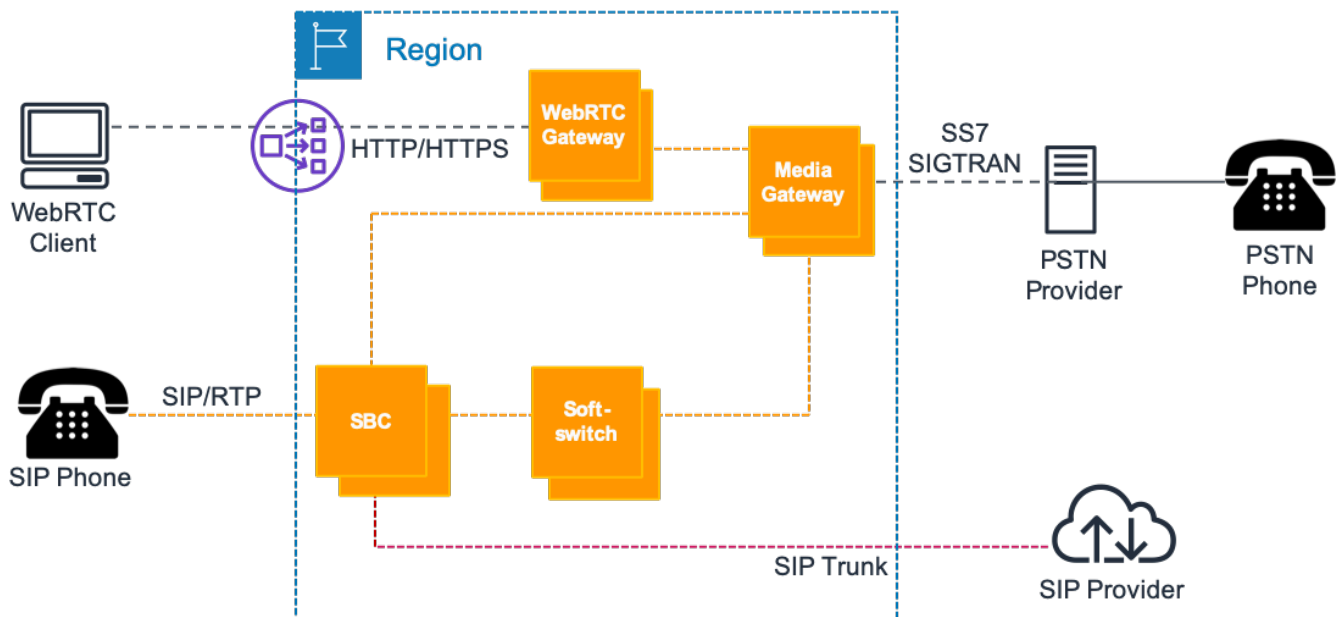 Region
WebRTC
Gateway
HTTP/HTTPS
WebRTC
Client
Media
Gateway
SS7
SIGTRAN
PSTN
Provider
PSTN
Phone
SIP/RTP
SIP Phone
SBC
Soft-
switch
SIP Trunk
SIP Provider